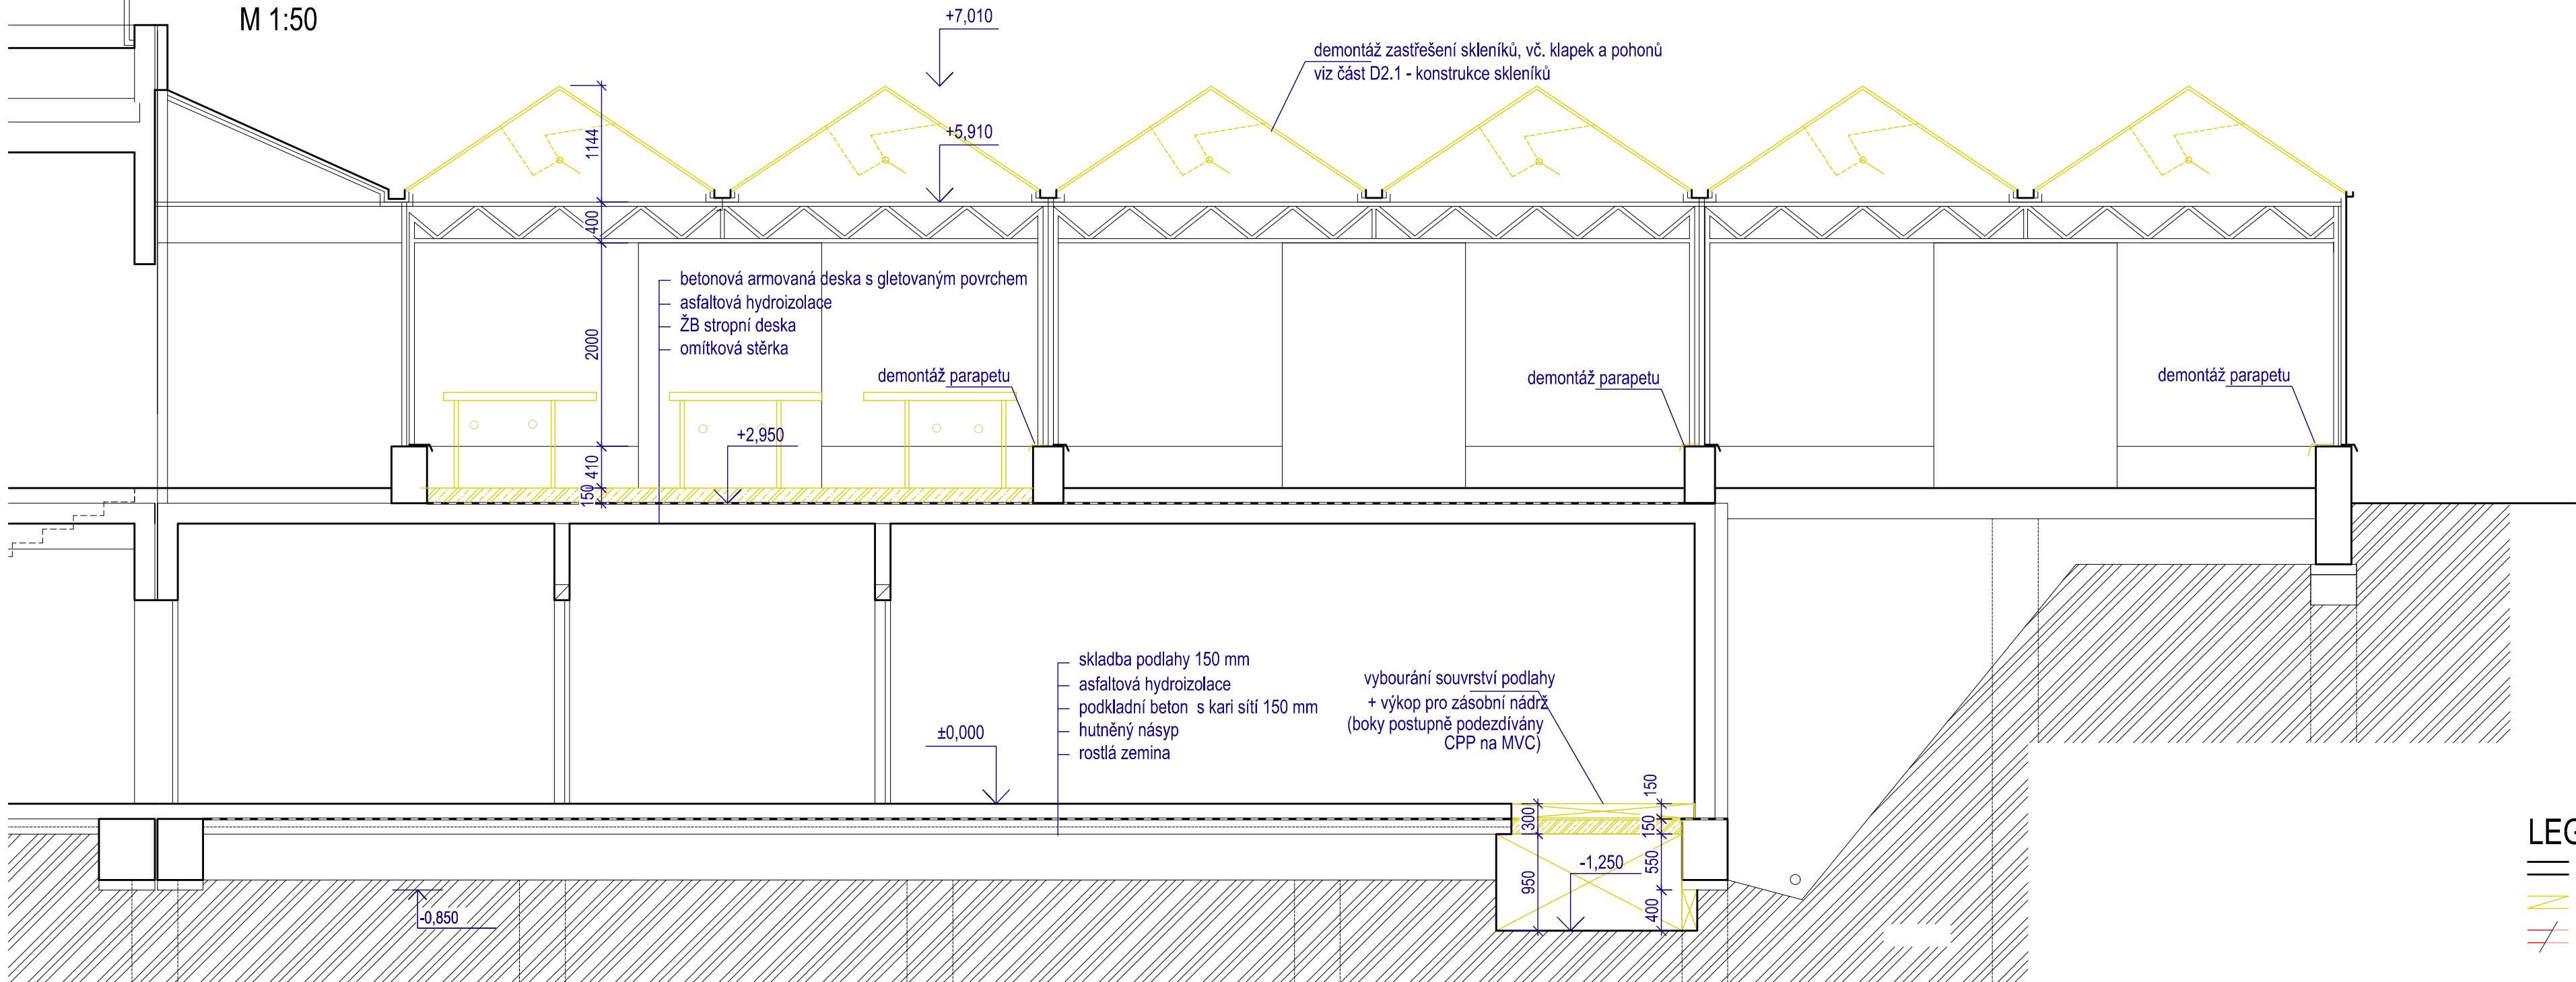 M 1:50
+7,010
demontáž zastřešení skleníků, vč. klapek a pohonů
viz část D2.1 - konstrukce skleníků
+5,910
1144
400
2000
410
150
betonová armovaná deska s gletovaným povrchem
asfaltová hydroizolace
ŽB stropní deska
omítková stěrka
demontáž parapetu
demontáž parapetu
demontáž parapetu
+2,950
skladba podlahy 150 mm
asfaltová hydroizolace
podkladní beton s kari sítí 150 mm
hutněný násyp
rostlá zemina
vybourání souvrství podlahy
+ výkop pro zásobní nádrž
(boky postupně podezdívány
CPP na MVC)
±0,000
150
300
150
550
-1,250
950
400
-0,850
LEG